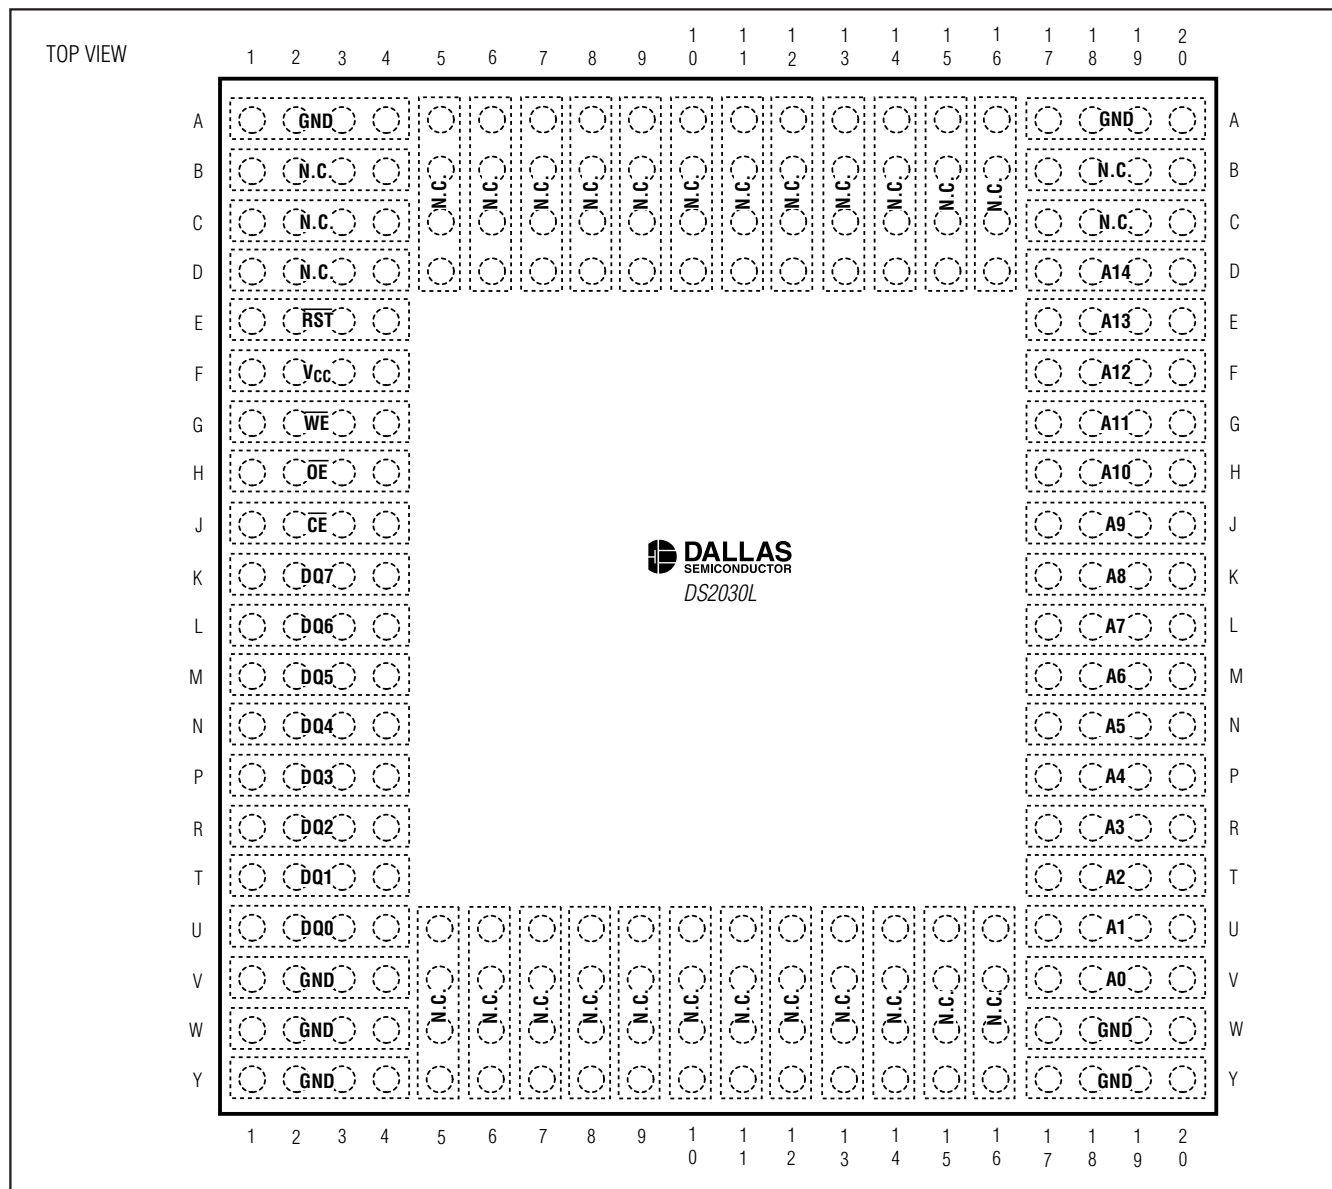 TOP VIEW 1 2 3 4 5 6 7 8 9 10 11 12 13 14 15 16 17 18 19 20
A GND GND A
B N.C. N.C. B
N.C. N.C. N.C. N.C. N.C. N.C. N.C. N.C. N.C. N.C. N.C. N.C.
C N.C. N.C. C
D N.C. A14 D
E RST A13 E
F VCC A12 F
G WE A11 G
H OE A10 H
J CE A9 J
DALLAS
SEMICONDUCTOR
K DQ7 A8 K
DS2030L
L DQ6 A7 L
M DQ5 A6 M
N DQ4 A5 N
P DQ3 A4 P
R DQ2 A3 R
T DQ1 A2 T
U DQ0 A1 U
V GND A0 V
N.C. N.C. N.C. N.C. N.C. N.C. N.C. N.C. N.C. N.C. N.C. N.C.
W GND GND W
Y GND GND Y
1 2 3 4 5 6 7 8 9 10 11 12 13 14 15 16 17 18 19 20